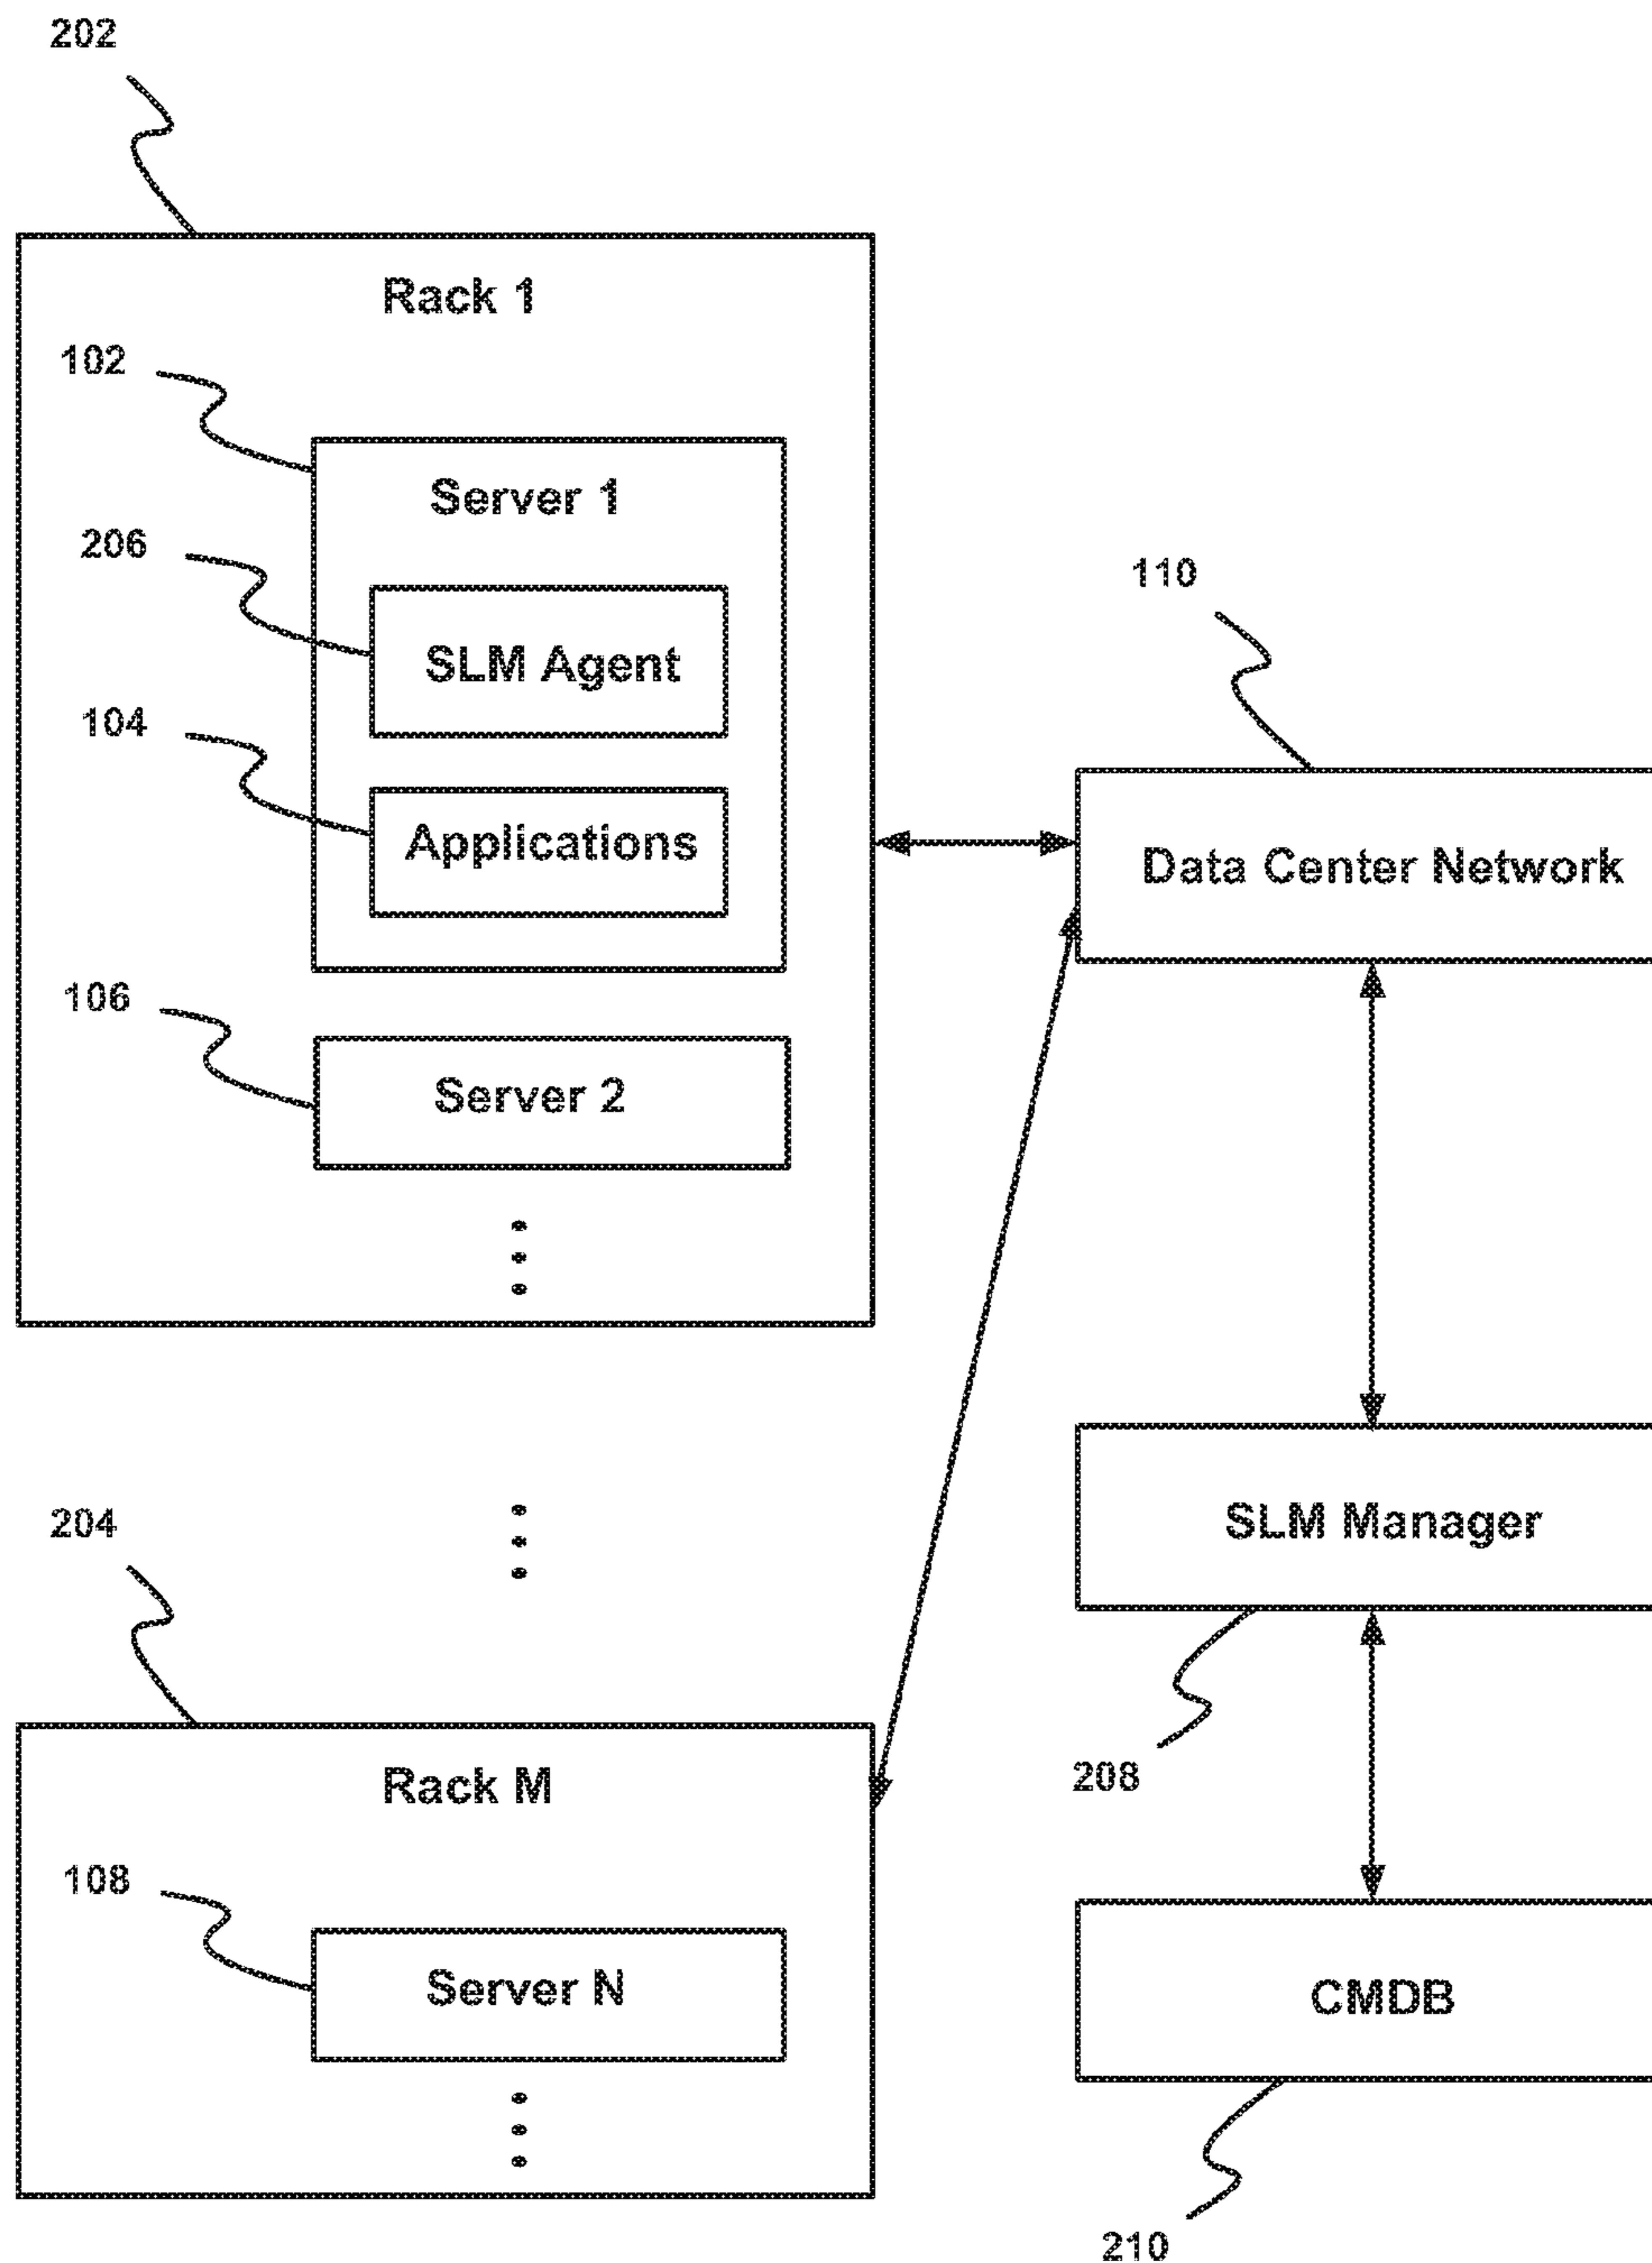 202
Rack 1
102
Server 1
206
SLM Agent
104
Applications
106
Server 2
110
Data Center Network
204
SLM Manager
208
Rack M
108
Server N
CMDB
210